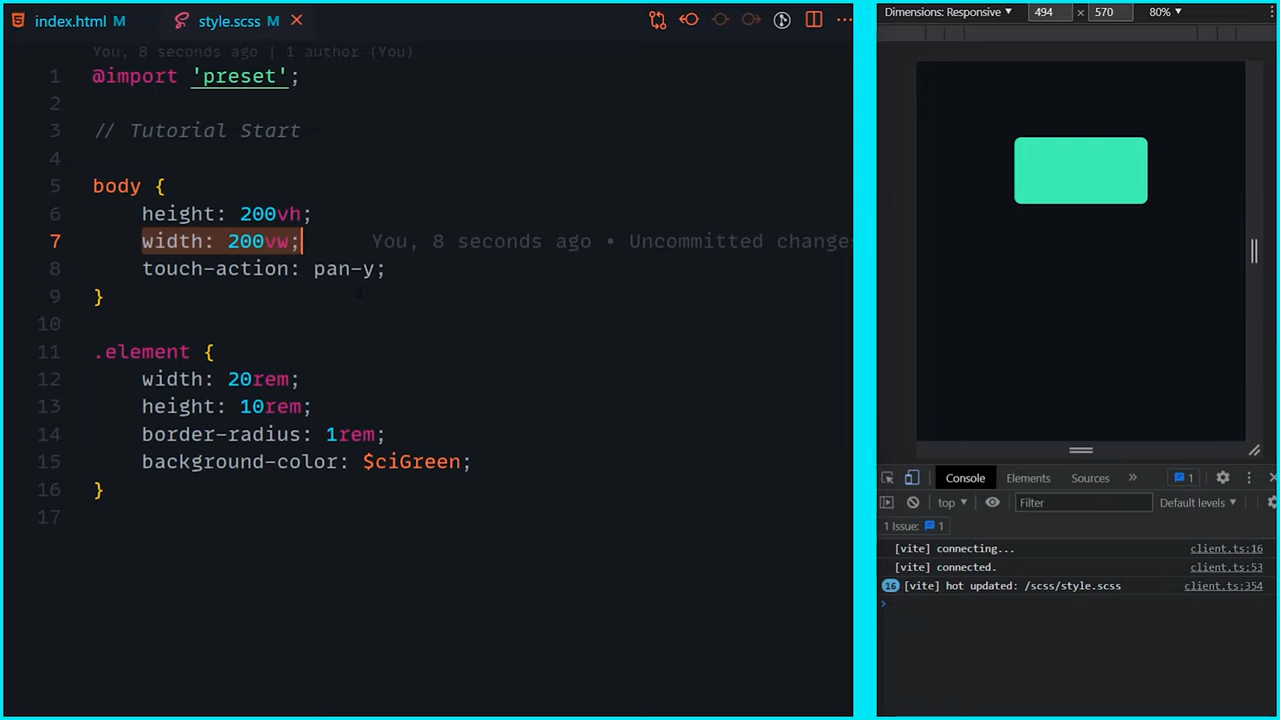 index.html M
style.scss M
You, 8 seconds ago | 1 author (You)
1 @import 'preset';
2
3 // Tutorial Start
4
5 body {
6 height: 200vh;
7 width: 200vw; You, 8 seconds ago • Uncommitted changes
8 touch-action: pan-y;
9 }
10
11 .element {
12 width: 20rem;
13 height: 10rem;
14 border-radius: 1rem;
15 background-color: $ciGreen;
16 }
17
Dimensions: Responsive ▼ 494 × 570 80% ▼
Console Elements Sources » 1
top ▼ Filter Default levels ▼
1 Issue: 1
[vite] connecting... client.ts:16
[vite] connected. client.ts:53
16 [vite] hot updated: /scss/style.scss client.ts:354